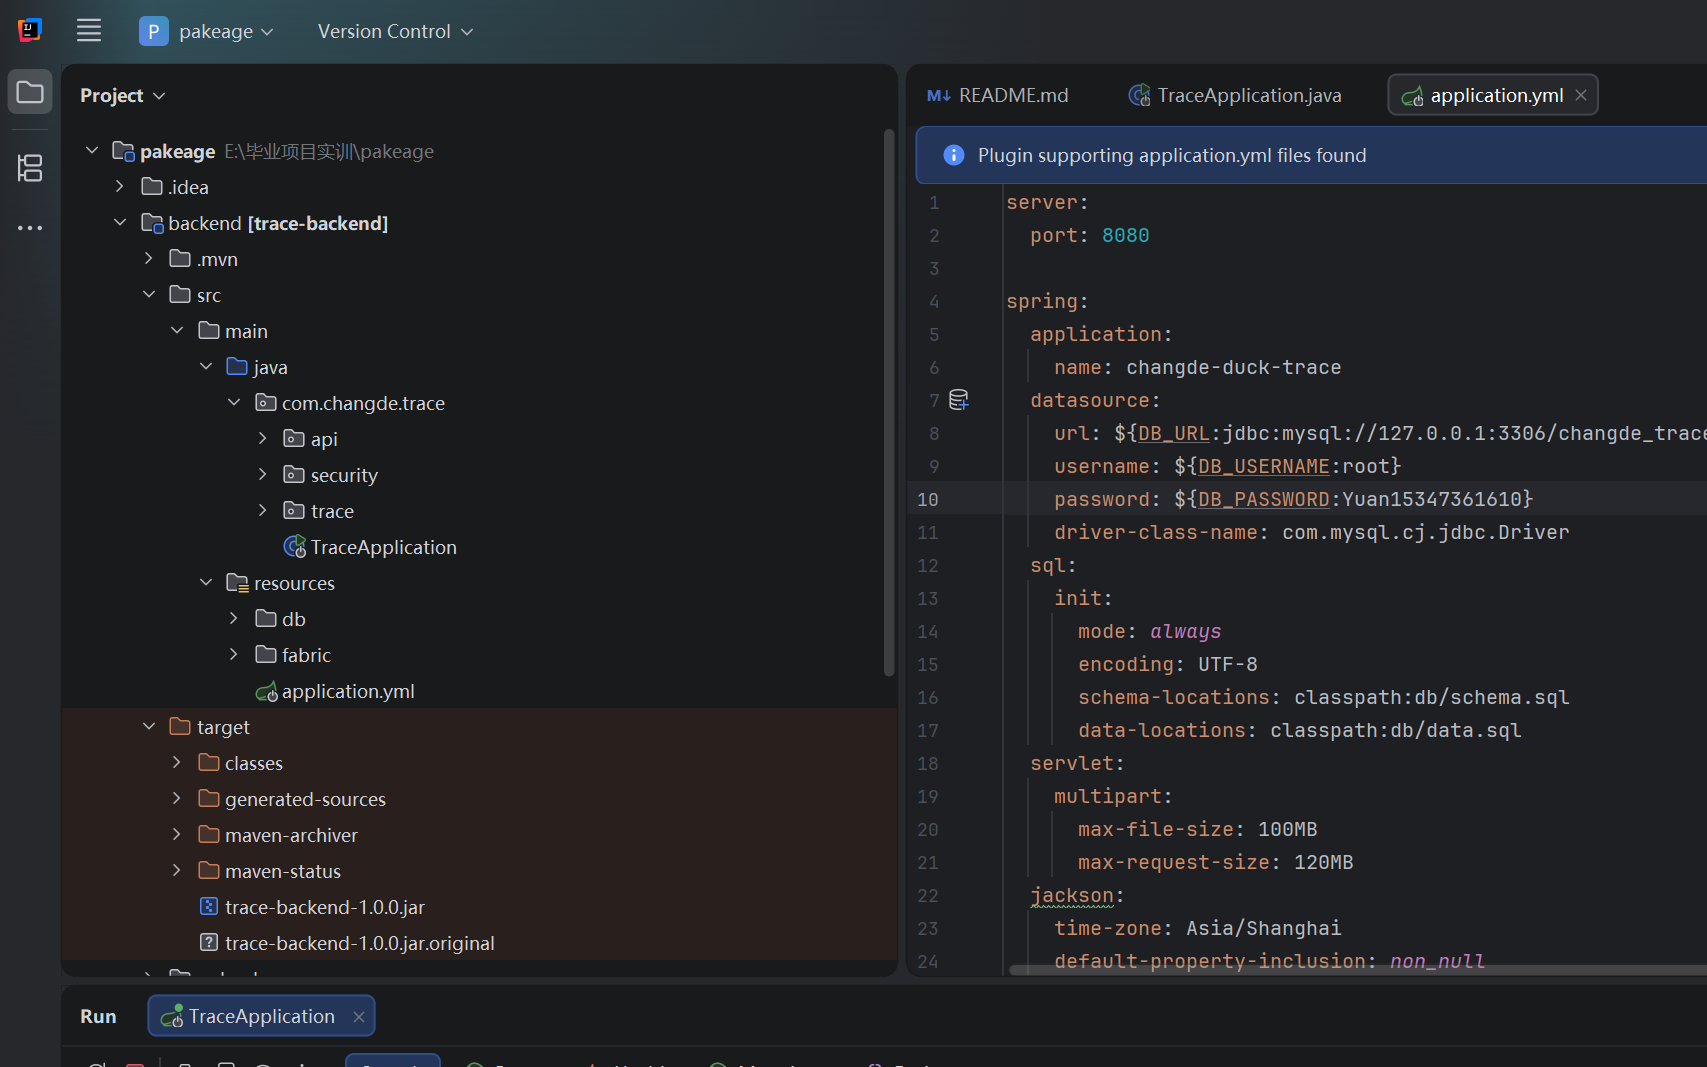 P pakeage
Version Control
Project
pakeage E:\毕业项目实训\pakeage
.idea
backend [trace-backend]
.mvn
src
main
java
com.changde.trace
api
security
trace
TraceApplication
resources
db
fabric
application.yml
target
classes
generated-sources
maven-archiver
maven-status
trace-backend-1.0.0.jar
trace-backend-1.0.0.jar.original
README.md
TraceApplication.java
application.yml
Plugin supporting application.yml files found
1 server:
2 port: 8080
3
4 spring:
5 application:
6 name: changde-duck-trace
7 datasource:
8 url: ${DB_URL:jdbc:mysql://127.0.0.1:3306/changde_trace
9 username: ${DB_USERNAME:root}
10 password: ${DB_PASSWORD:Yuan15347361610}
11 driver-class-name: com.mysql.cj.jdbc.Driver
12 sql:
13 init:
14 mode: always
15 encoding: UTF-8
16 schema-locations: classpath:db/schema.sql
17 data-locations: classpath:db/data.sql
18 servlet:
19 multipart:
20 max-file-size: 100MB
21 max-request-size: 120MB
22 jackson:
23 time-zone: Asia/Shanghai
24 default-property-inclusion: non_null
Run
TraceApplication